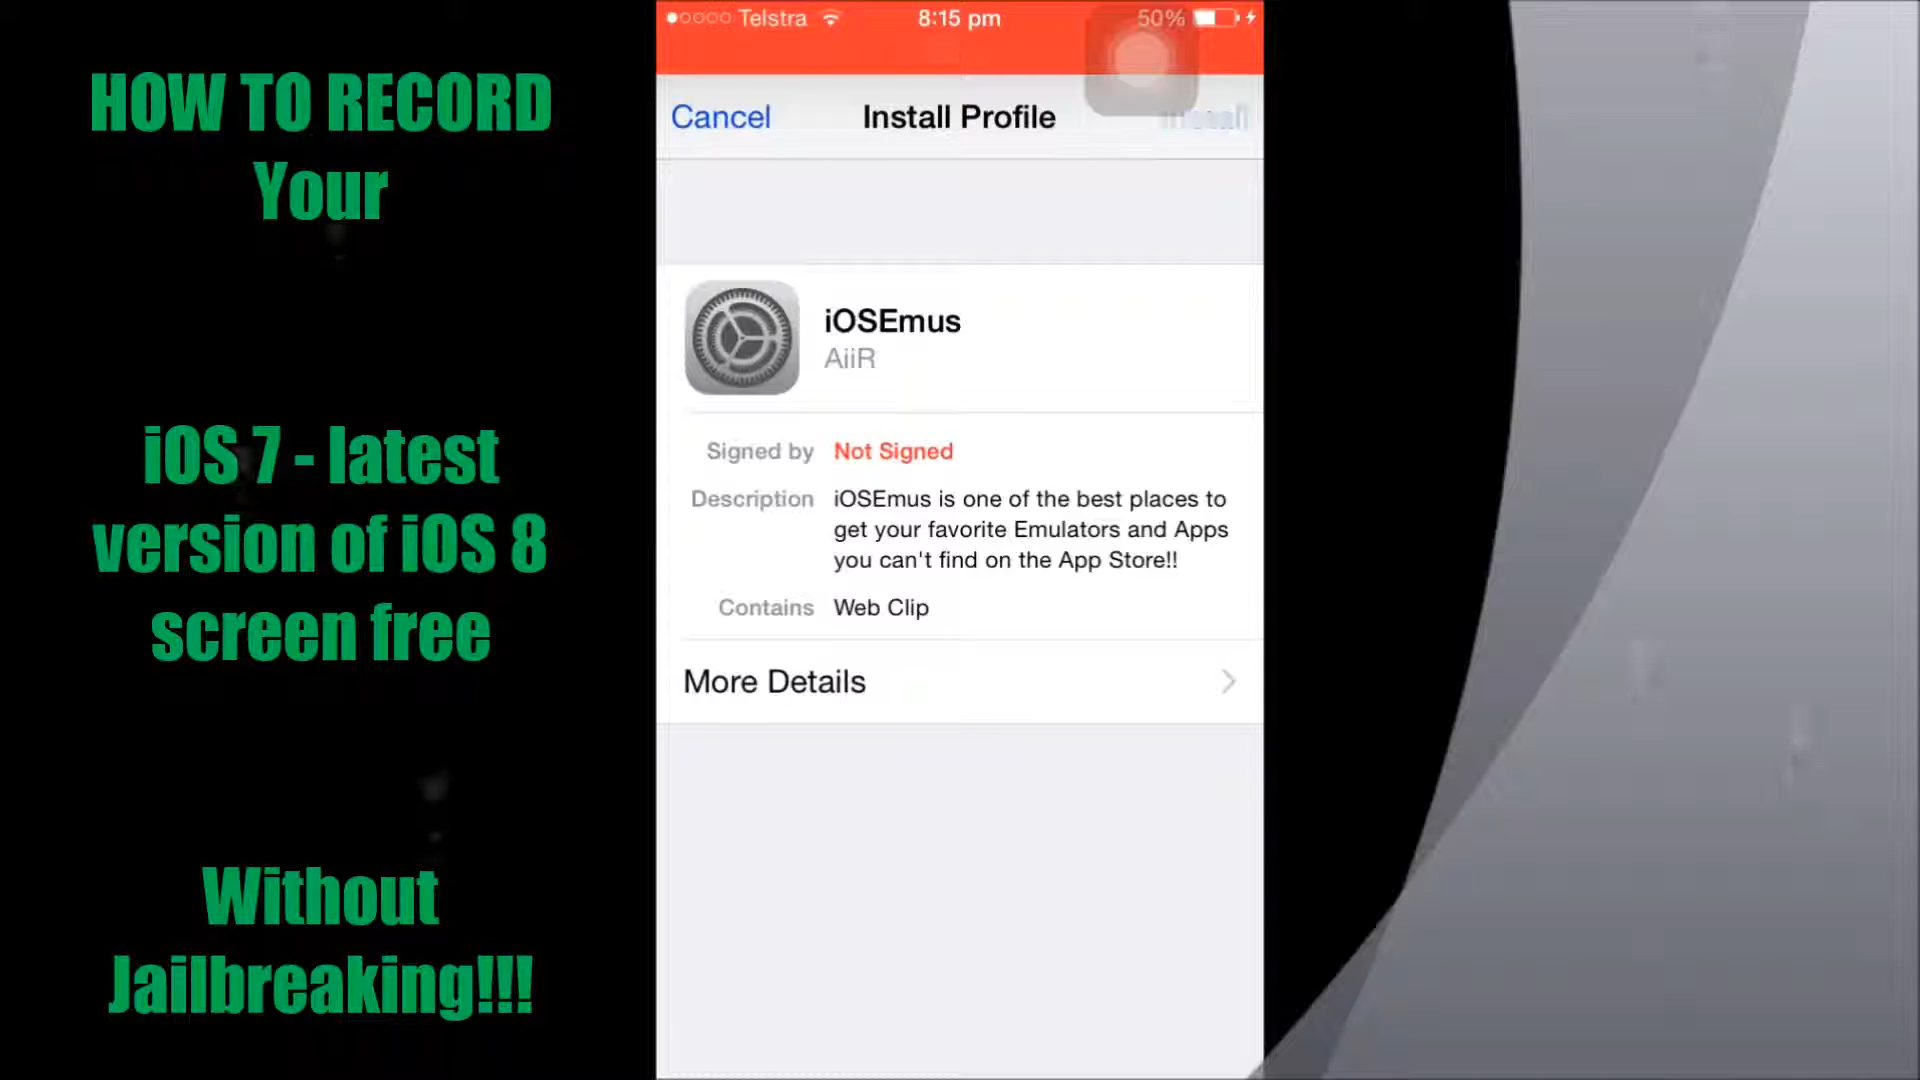 HOW TO RECORD
Your
iOS 7 - latest
version of iOS 8
screen free
Without
Jailbreaking!!!
Telstra 8:15 pm 50%
Cancel Install Profile Install
iOSEmus
AiiR
Signed by Not Signed
Description iOSEmus is one of the best places to
get your favorite Emulators and Apps
you can't find on the App Store!!
Contains Web Clip
More Details